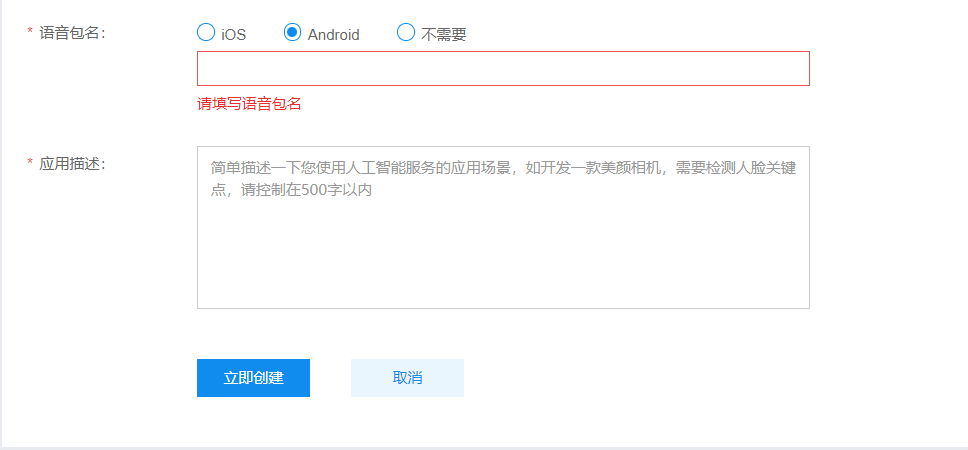 * 语音包名: iOS Android 不需要
请填写语音包名
* 应用描述: 简单描述一下您使用人工智能服务的应用场景，如开发一款美颜相机，需要检测人脸关键
点，请控制在500字以内
立即创建 取消